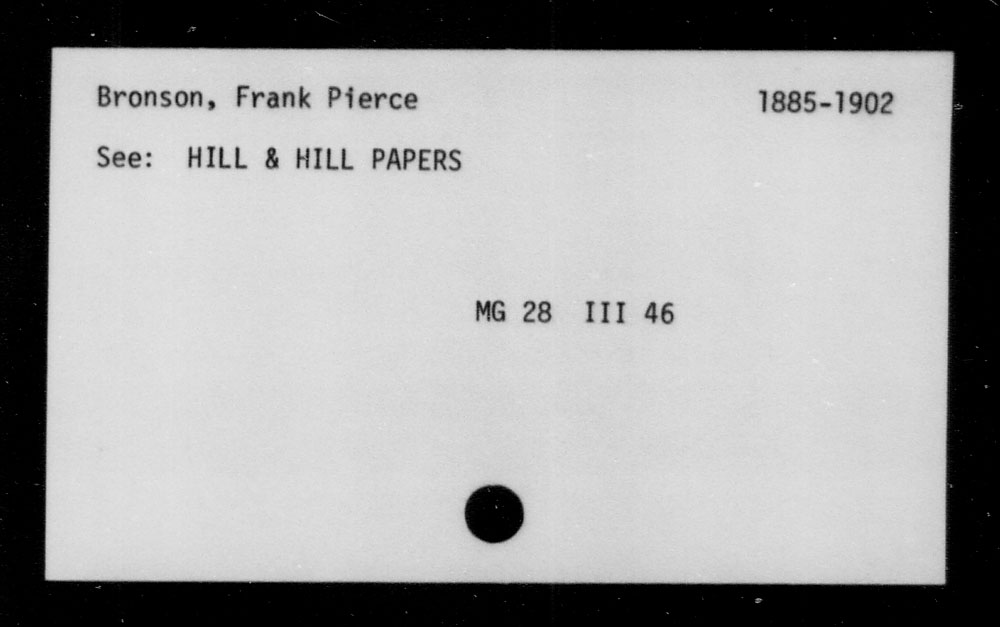 Bronson, Frank Pierce 1885-1902
See: HILL & HILL PAPERS
MG 28 III 46